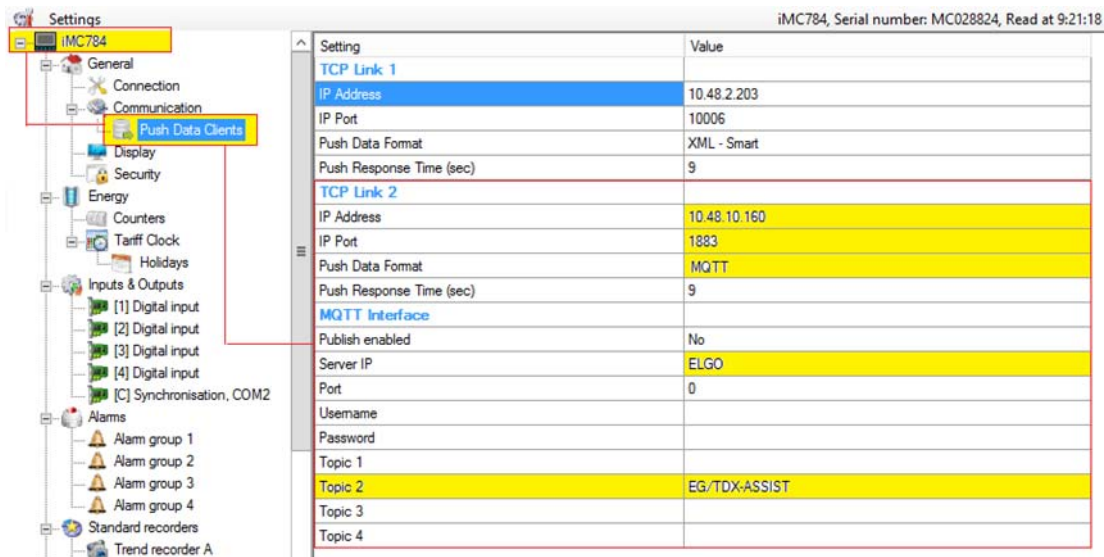 Settings
iMC784, Serial number: MC028824, Read at 9:21:18
iMC784
General
Connection
Communication
Push Data Clients
Display
Security
Energy
Counters
Tariff Clock
Holidays
Inputs & Outputs
[1] Digital input
[2] Digital input
[3] Digital input
[4] Digital input
[C] Synchronisation, COM2
Alarms
Alarm group 1
Alarm group 2
Alarm group 3
Alarm group 4
Standard recorders
Trend recorder A
Setting Value
TCP Link 1
IP Address 10.48.2.203
IP Port 10006
Push Data Format XML - Smart
Push Response Time (sec) 9
TCP Link 2
IP Address 10.48.10.160
IP Port 1883
Push Data Format MQTT
Push Response Time (sec) 9
MQTT Interface
Publish enabled No
Server IP ELGO
Port 0
Username
Password
Topic 1
Topic 2 EG/TDX-ASSIST
Topic 3
Topic 4